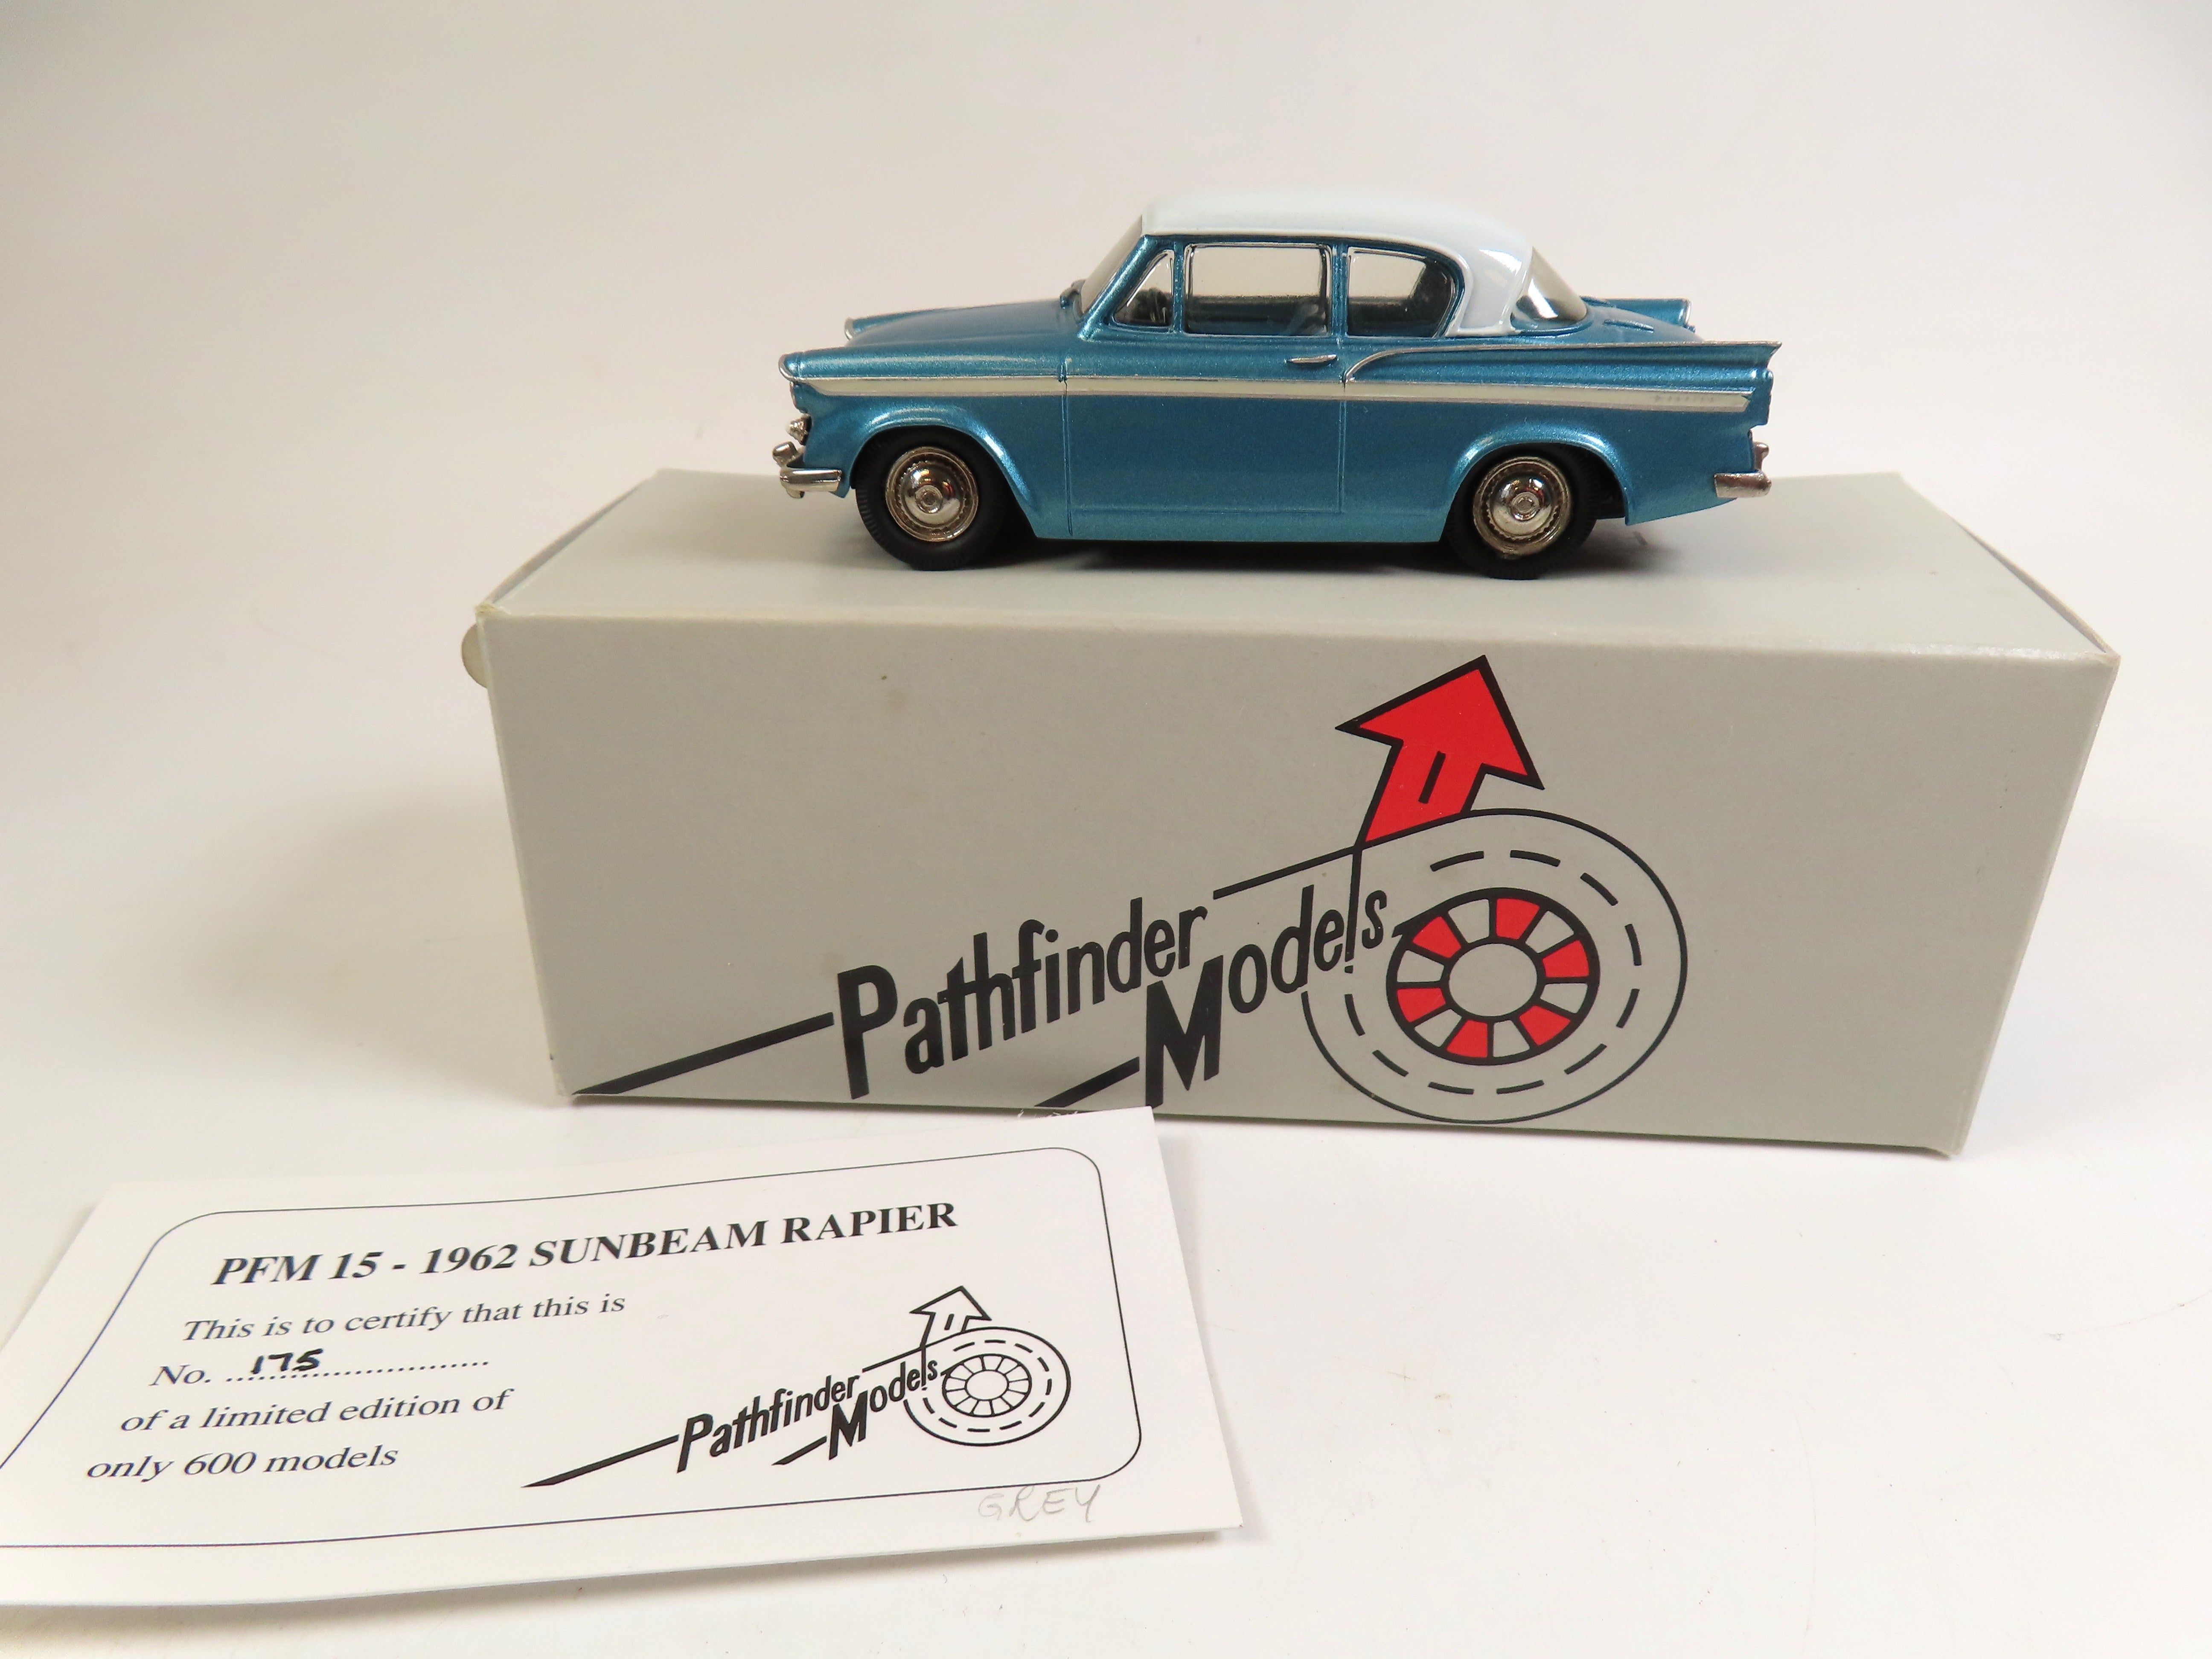 Pathfinder
Models
PFM 15 - 1962 SUNBEAM RAPIER
This is to certify that this is
No. ...175......................
of a limited edition of
only 600 models
Pathfinder
Models
GREY